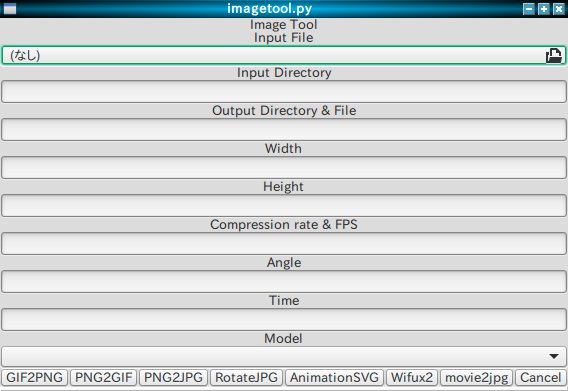 imagetool.py
Image Tool
Input File
(なし)
Input Directory
Output Directory & File
Width
Height
Compression rate & FPS
Angle
Time
Model
GIF2PNG PNG2GIF PNG2JPG RotateJPG AnimationSVG Wifux2 movie2jpg Cancel